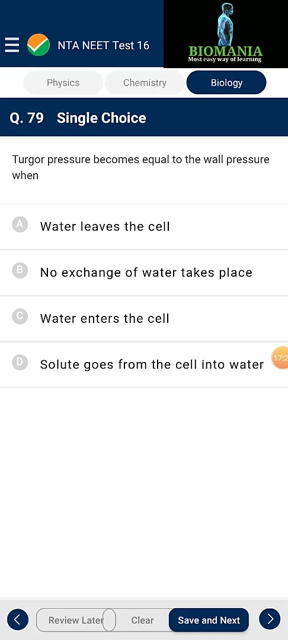 NTA NEET Test 16
BIOMANIA
Most easy way of learning
Physics
Chemistry
Biology
Q. 79 Single Choice
Turgor pressure becomes equal to the wall pressure
when
A Water leaves the cell
B No exchange of water takes place
C Water enters the cell
D Solute goes from the cell into water
Review Later
Clear
Save and Next